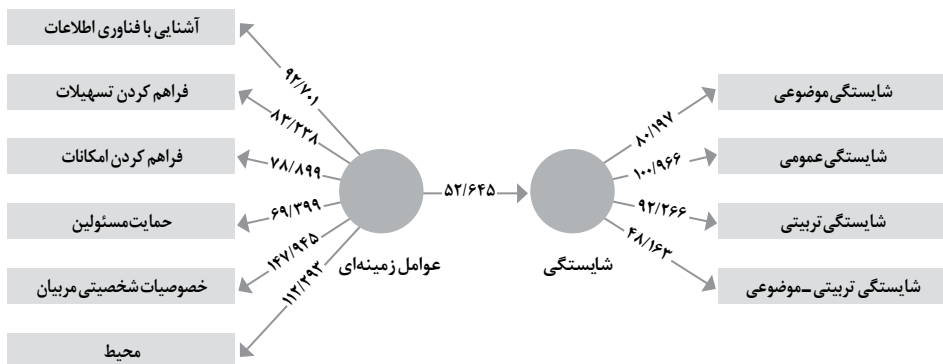 آشنایی با فناوری اطلاعات
فراهم کردن تسهیلات
فراهم کردن امکانات
حمایت مسئولین
خصوصیات شخصیتی مربیان
محیط
۹۲/۷۰۱
۸۳/۲۳۸
۷۸/۸۹۹
۶۹/۳۹۹
۱۴۷/۹۴۵
۱۱۲/۲۹۳
عوامل زمینه‌ای
۵۲/۶۴۵
شایستگی
۸۰/۱۹۷
۱۰۰/۹۶۶
۹۲/۲۶۶
۴۸/۱۶۳
شایستگی موضوعی
شایستگی عمومی
شایستگی تربیتی
شایستگی تربیتی ـ موضوعی